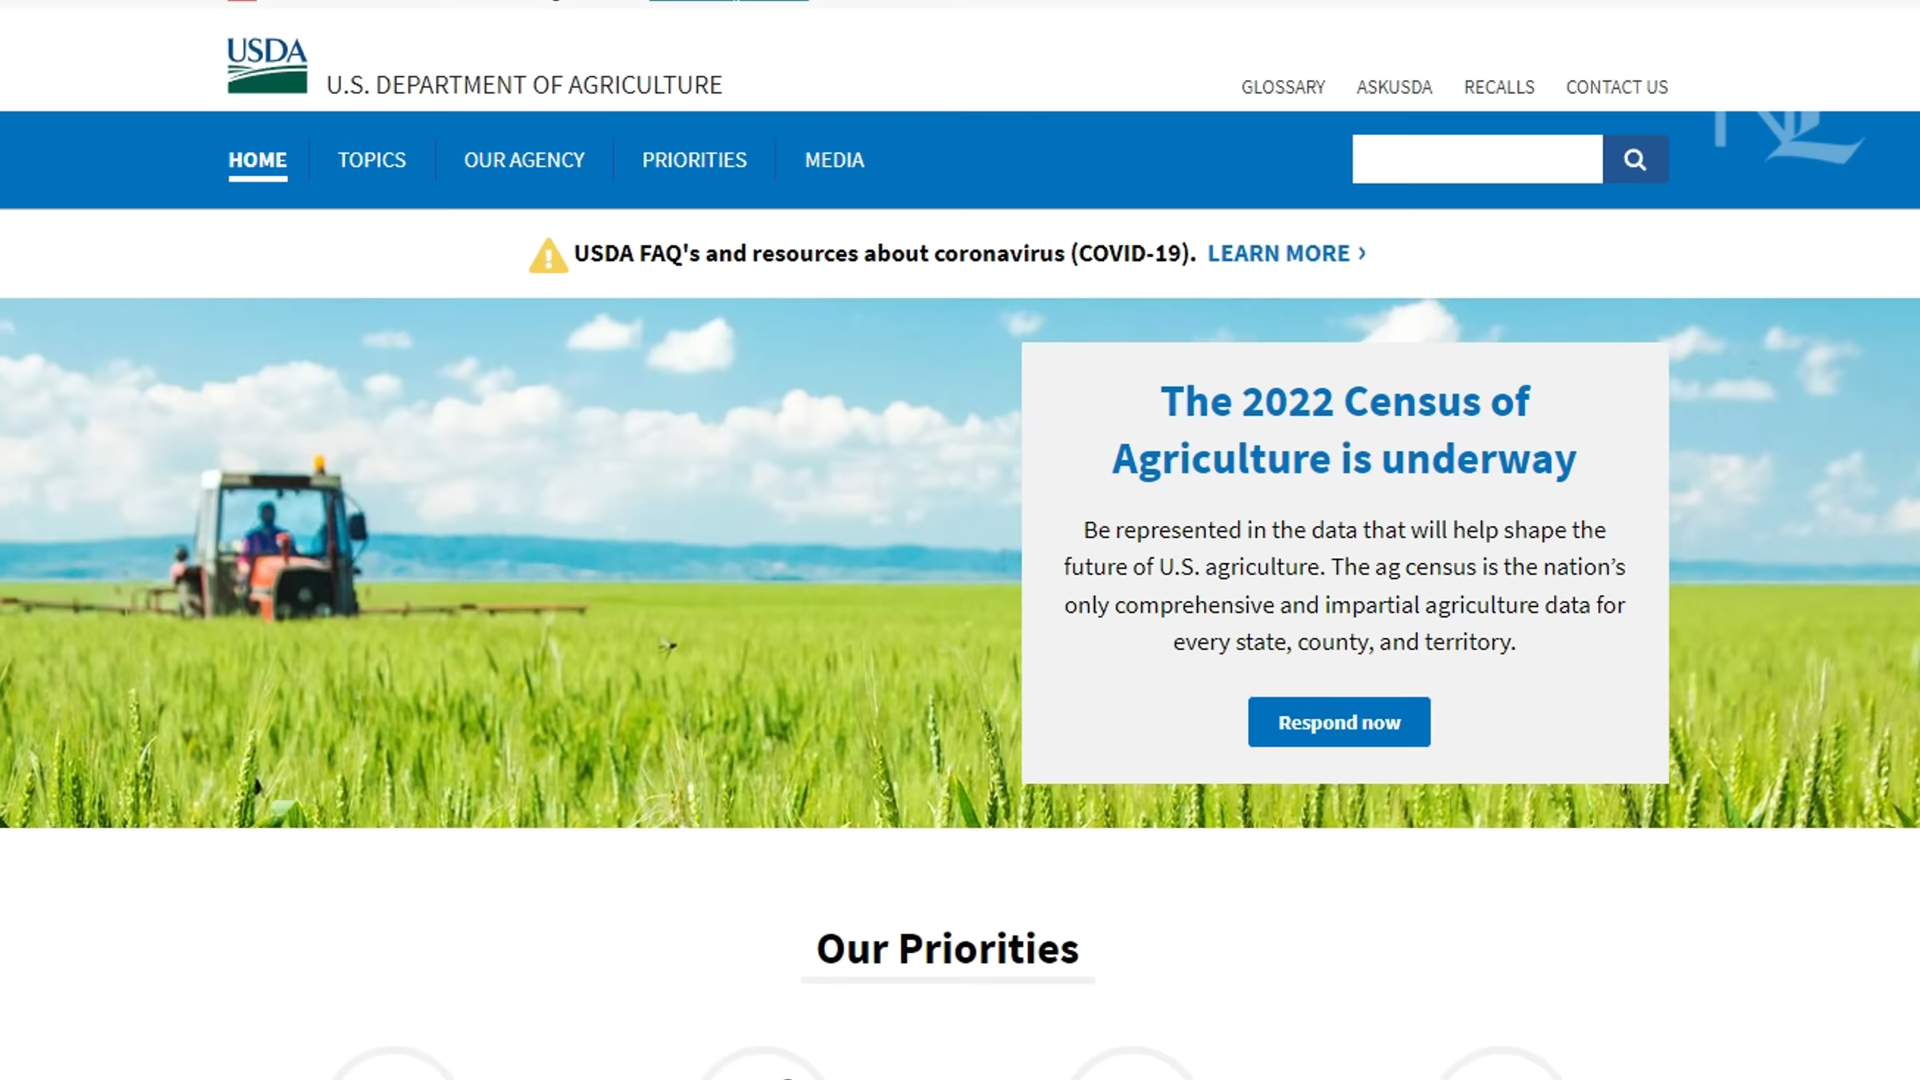 USDA
U.S. DEPARTMENT OF AGRICULTURE
GLOSSARY ASKUSDA RECALLS CONTACT US
HOME TOPICS OUR AGENCY PRIORITIES MEDIA
USDA FAQ's and resources about coronavirus (COVID-19). LEARN MORE ›
The 2022 Census of
Agriculture is underway
Be represented in the data that will help shape the
future of U.S. agriculture. The ag census is the nation’s
only comprehensive and impartial agriculture data for
every state, county, and territory.
Respond now
Our Priorities